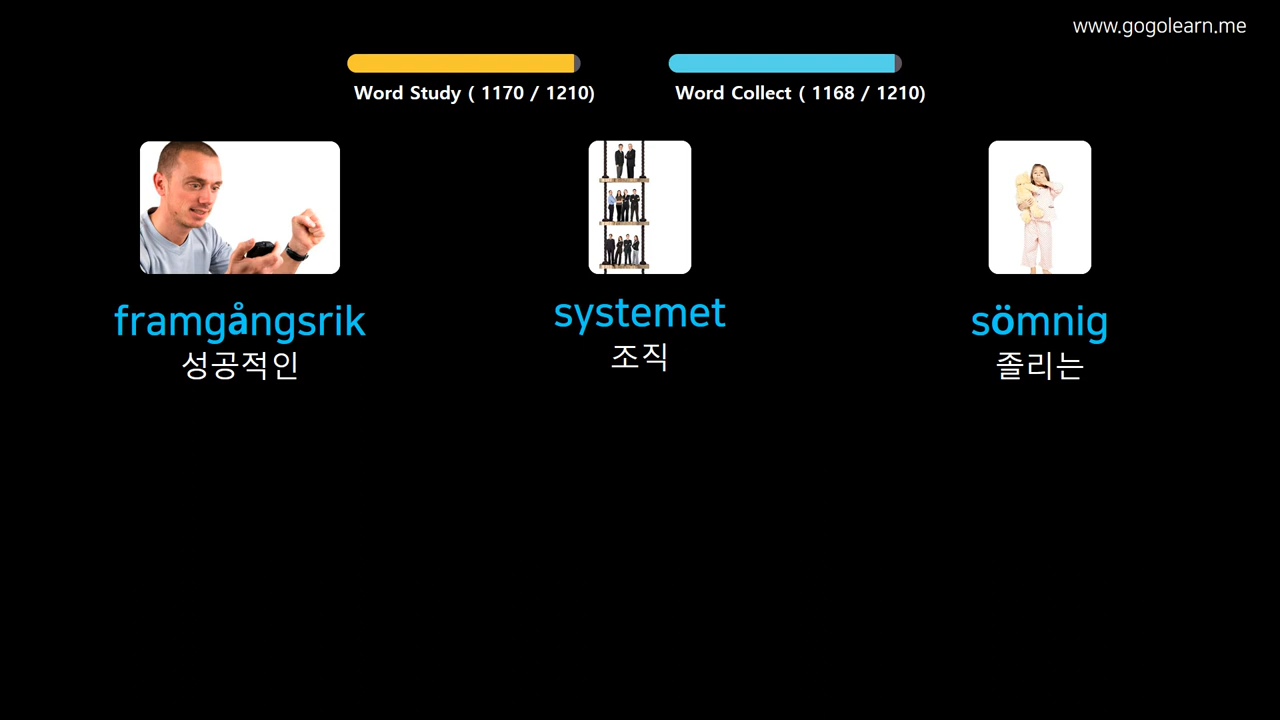 www.gogolearn.me
Word Study ( 1170 / 1210)
Word Collect ( 1168 / 1210)
framgångsrik
성공적인
systemet
조직
sömnig
졸리는